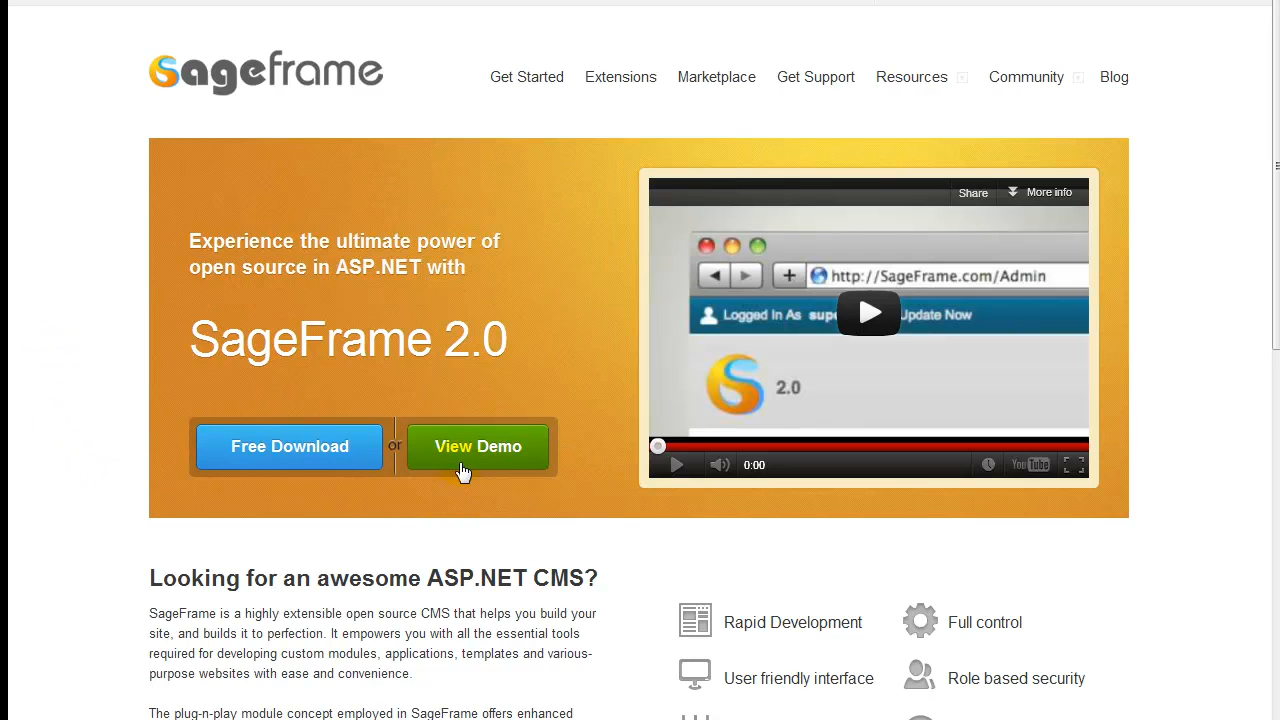 Sageframe
Get Started Extensions Marketplace Get Support Resources Community Blog
Experience the ultimate power of
open source in ASP.NET with
SageFrame 2.0
Free Download or View Demo
Share More info
http://SageFrame.com/Admin
Logged In As supe Update Now
2.0
0:00 YouTube
Looking for an awesome ASP.NET CMS?
SageFrame is a highly extensible open source CMS that helps you build your
site, and builds it to perfection. It empowers you with all the essential tools
required for developing custom modules, applications, templates and various-
purpose websites with ease and convenience.
The plug-n-play module concept employed in SageFrame offers enhanced
Rapid Development Full control
User friendly interface Role based security